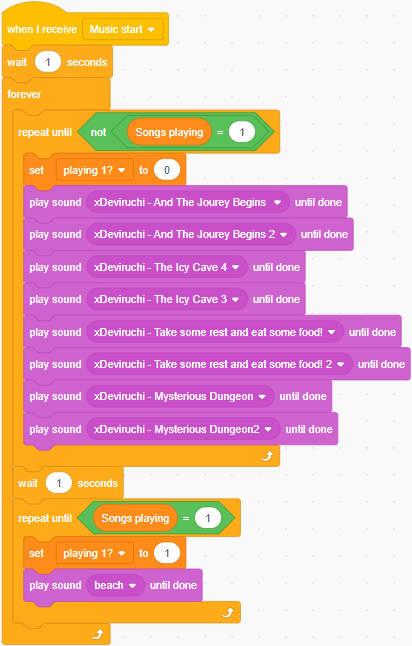 when I receive Music start
wait 1 seconds
forever
repeat until not Songs playing = 1
set playing 1? to 0
play sound xDeviruchi - And The Jourey Begins until done
play sound xDeviruchi - And The Jourey Begins 2 until done
play sound xDeviruchi - The Icy Cave 4 until done
play sound xDeviruchi - The Icy Cave 3 until done
play sound xDeviruchi - Take some rest and eat some food! until done
play sound xDeviruchi - Take some rest and eat some food! 2 until done
play sound xDeviruchi - Mysterious Dungeon until done
play sound xDeviruchi - Mysterious Dungeon2 until done
wait 1 seconds
repeat until Songs playing = 1
set playing 1? to 1
play sound beach until done